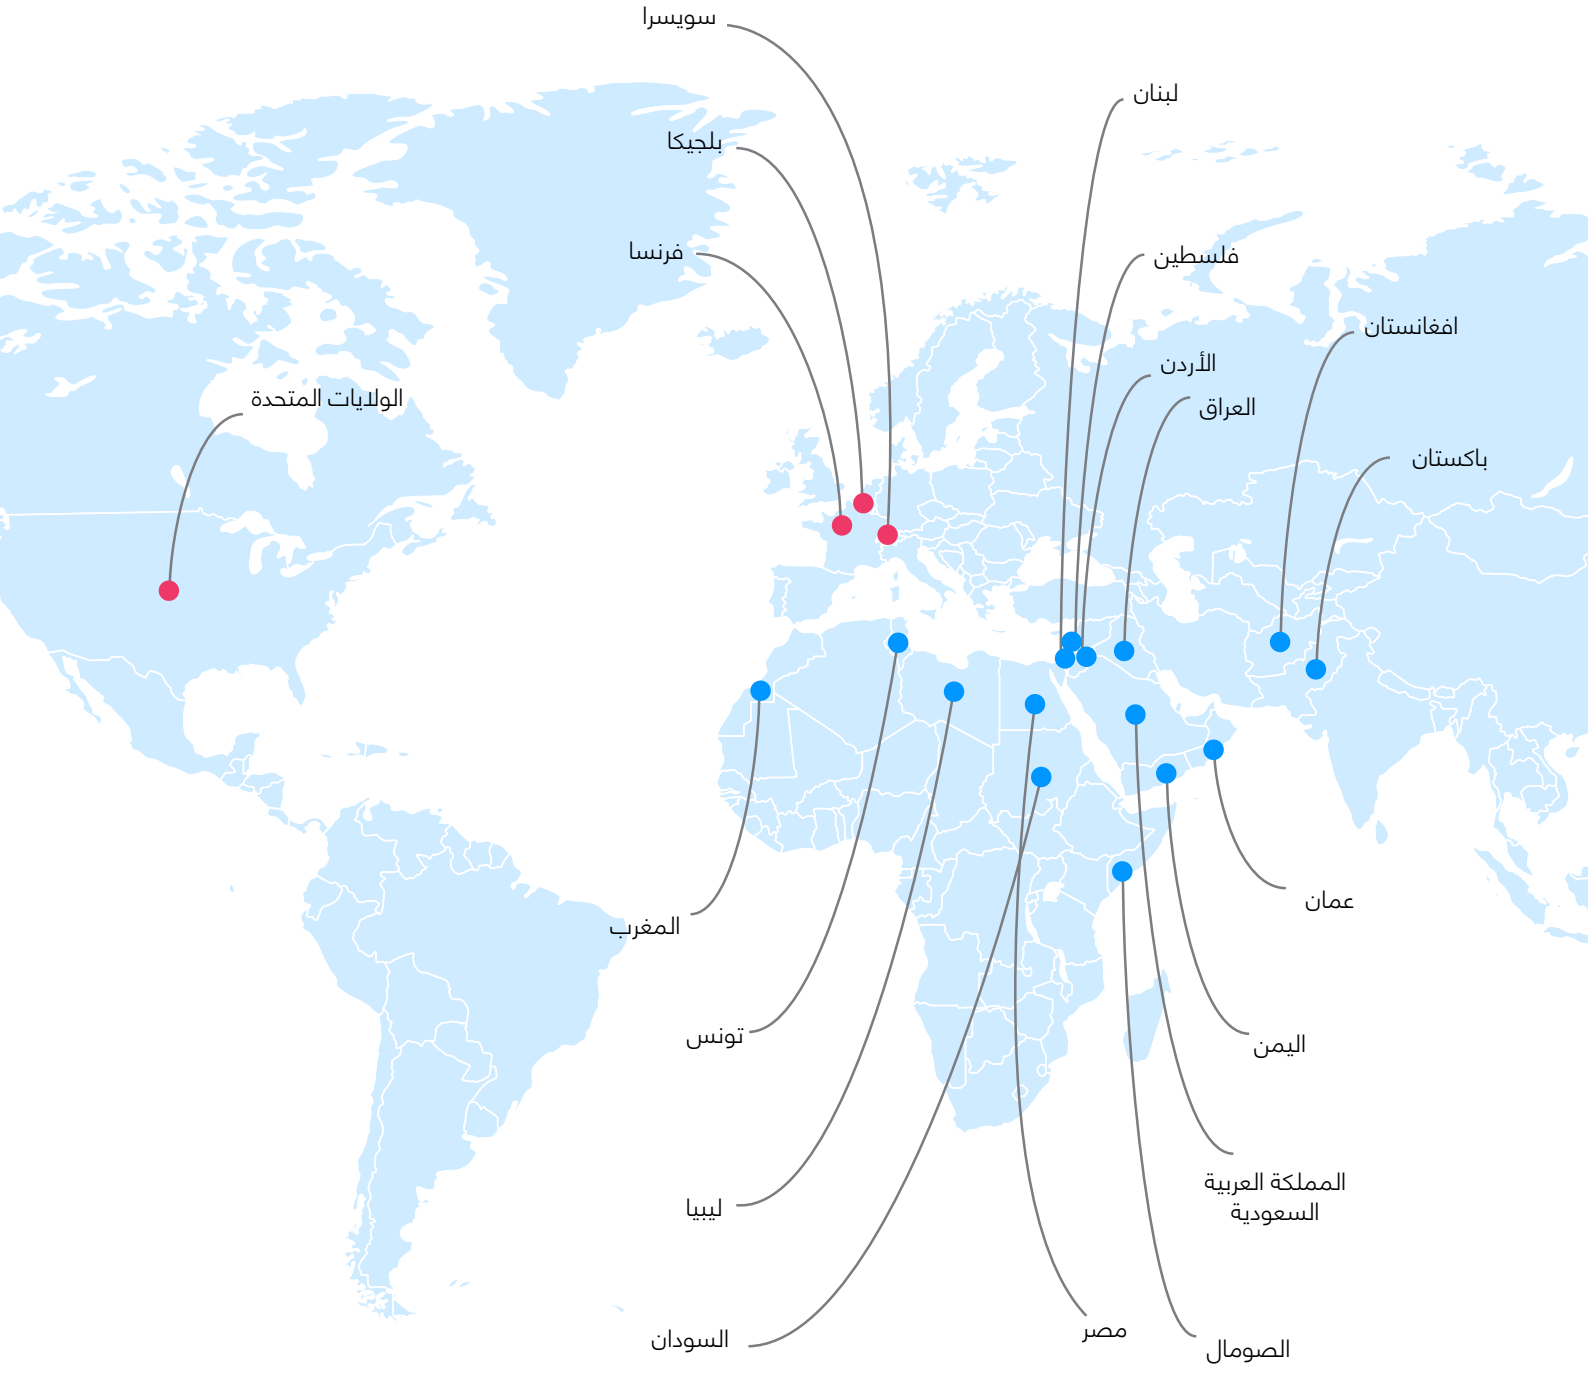 سويسرا
لبنان
بلجيكا
فرنسا
فلسطين
افغانستان
الأردن
الولايات المتحدة
العراق
باكستان
عمان
المغرب
تونس
اليمن
المملكة العربية
السعودية
ليبيا
مصر
السودان
الصومال